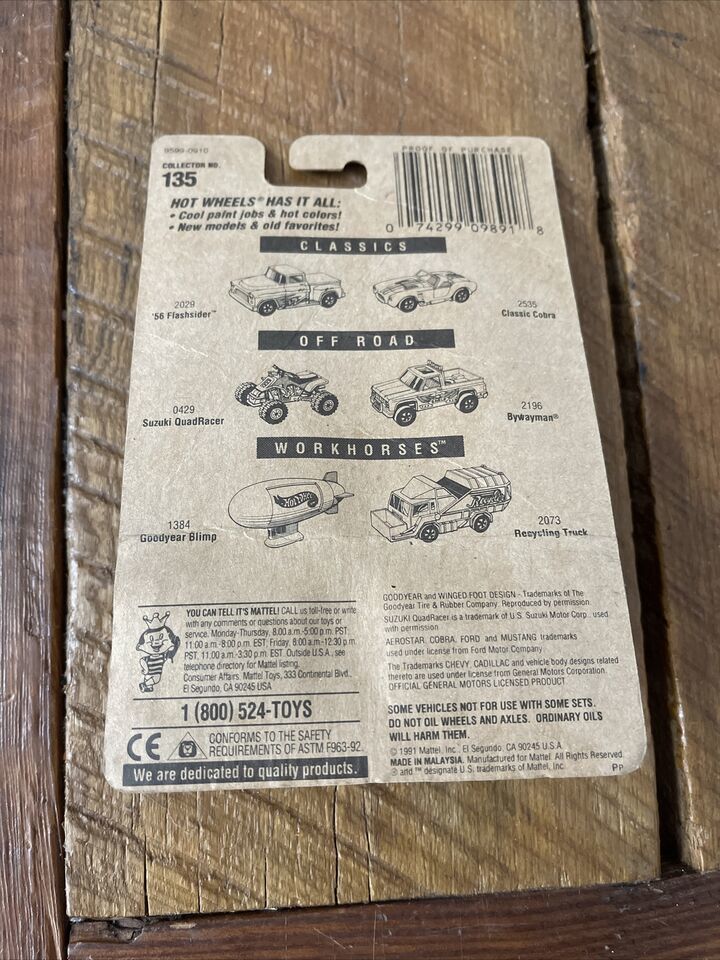 9599-0910
COLLECTOR NO.
135
PROOF OF PURCHASE
0 74299 09891 8
HOT WHEELS® HAS IT ALL:
• Cool paint jobs & hot colors!
• New models & old favorites!
CLASSICS
2029
'56 Flashsider™
2535
Classic Cobra
OFF ROAD
0429
Suzuki QuadRacer
2196
Bywayman®
WORKHORSES™
1384
Goodyear Blimp
2073
Recycling Truck
YOU CAN TELL IT'S MATTEL! CALL us toll-free or write
with any comments or questions about our toys or
service. Monday-Thursday, 8:00 a.m.-5:00 p.m. PST,
11:00 a.m.-8:00 p.m. EST; Friday, 8:00 a.m.-12:30 p.m.
PST, 11:00 a.m.-3:30 p.m. EST. Outside U.S.A., see
telephone directory for Mattel listing.
Consumer Affairs, Mattel Toys, 333 Continental Blvd.,
El Segundo, CA 90245 USA
1 (800) 524-TOYS
CE
CONFORMS TO THE SAFETY
REQUIREMENTS OF ASTM F963-92.
We are dedicated to quality products.
GOODYEAR and WINGED FOOT DESIGN - Trademarks of The
Goodyear Tire & Rubber Company. Reproduced by permission.
SUZUKI QuadRacer is a trademark of U.S. Suzuki Motor Corp., used
with permission.
AEROSTAR, COBRA, FORD and MUSTANG trademarks
used under license from Ford Motor Company
The Trademarks CHEVY, CADILLAC and vehicle body designs related
thereto are used under license from General Motors Corporation.
OFFICIAL GENERAL MOTORS LICENSED PRODUCT
SOME VEHICLES NOT FOR USE WITH SOME SETS.
DO NOT OIL WHEELS AND AXLES. ORDINARY OILS
WILL HARM THEM.
© 1991 Mattel, Inc., El Segundo, CA 90245 U.S.A.
MADE IN MALAYSIA. Manufactured for Mattel. All Rights Reserved.
® and ™ designate U.S. trademarks of Mattel, Inc.
PP